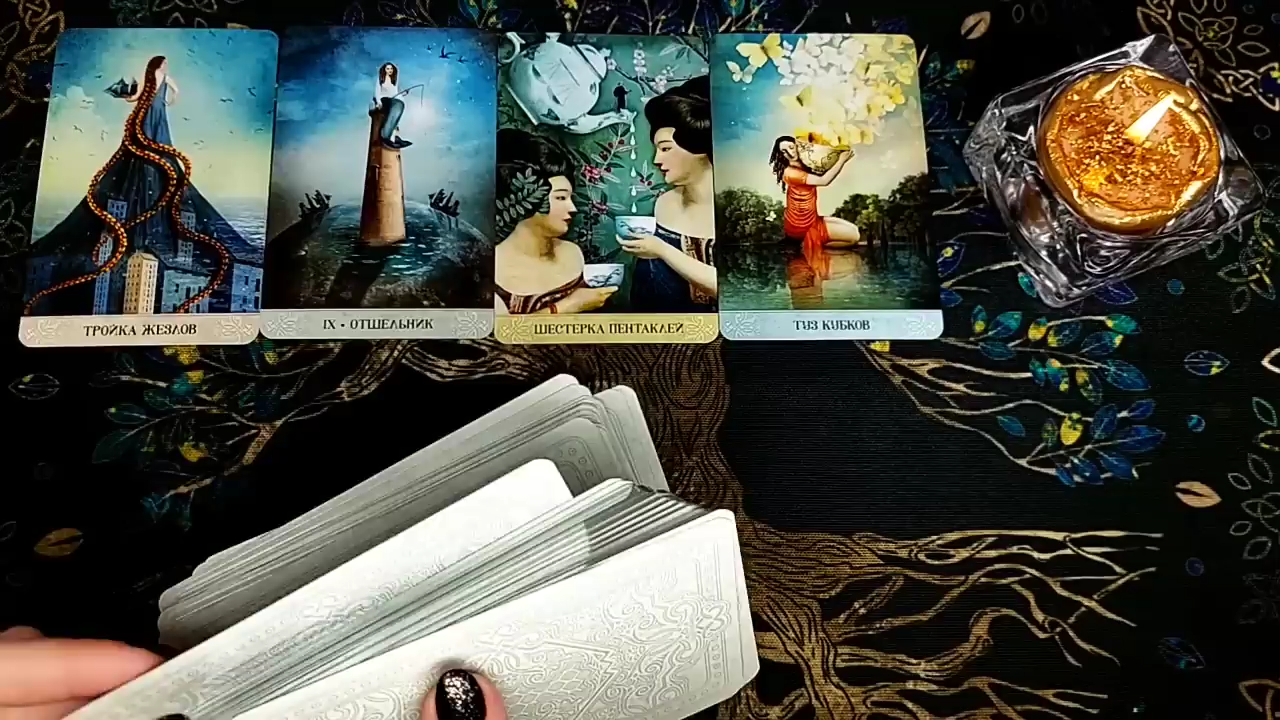 ТРОЙКА ЖЕЗЛОВ
IX • ОТШЕЛЬНИК
ШЕСТЕРКА ПЕНТАКЛЕЙ
ТУЗ КУБКОВ